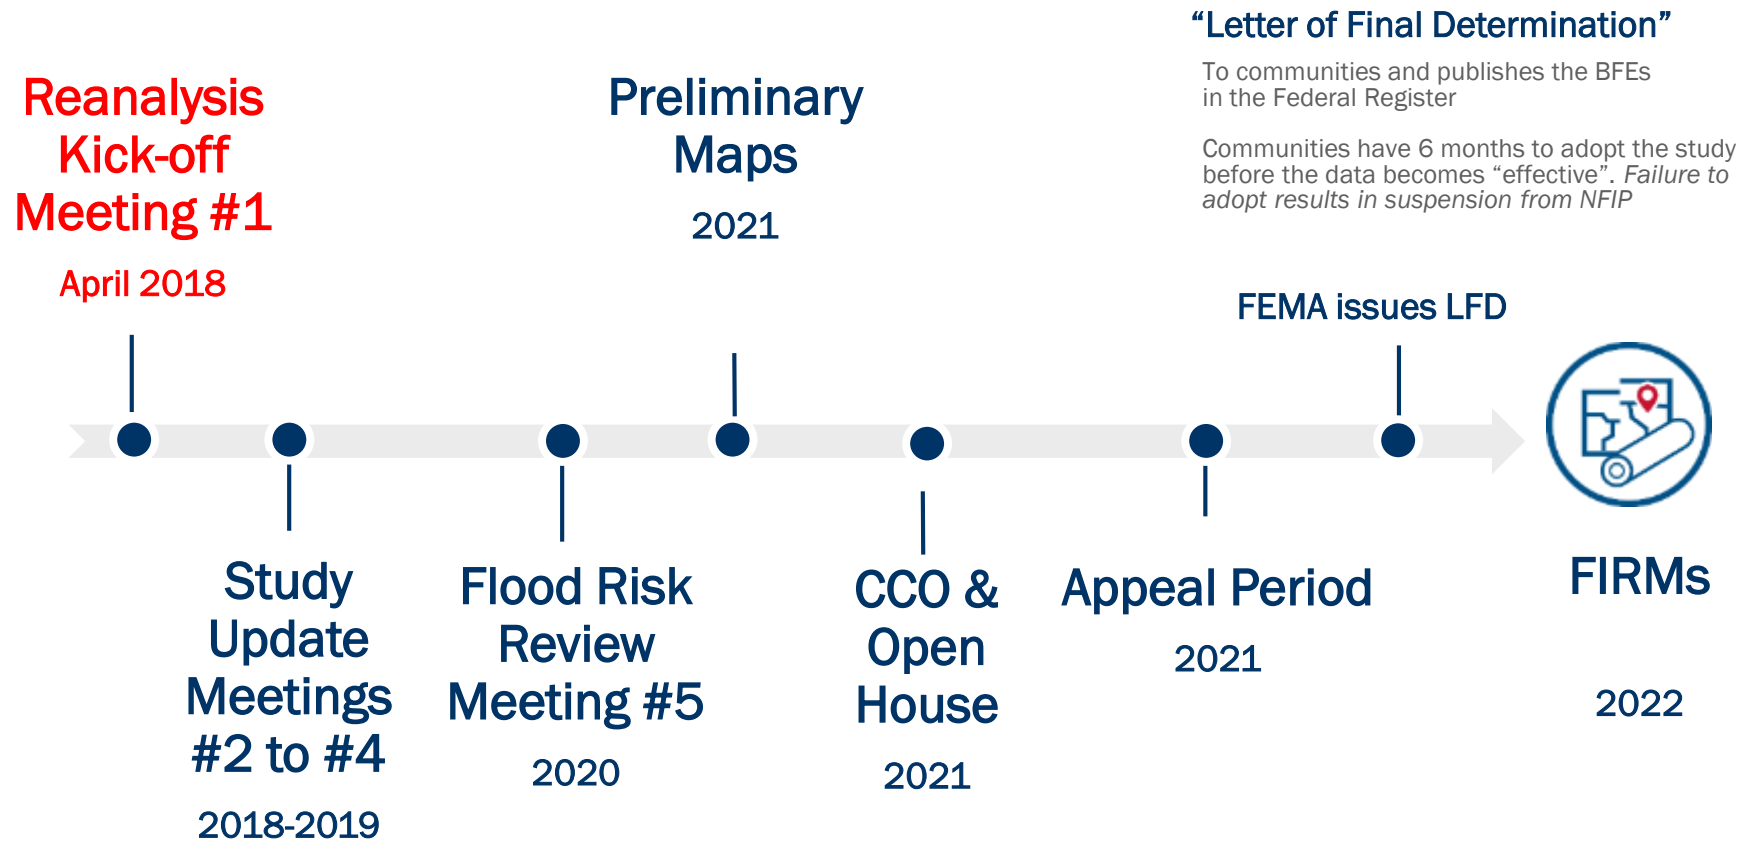 Reanalysis
Kick-off
Meeting #1
April 2018
Study
Update
Meetings
#2 to #4
2018-2019
Flood Risk
Review
Meeting #5
2020
Preliminary
Maps
2021
CCO &
Open
House
2021
Appeal Period
2021
“Letter of Final Determination”
To communities and publishes the BFEs
in the Federal Register
Communities have 6 months to adopt the study
before the data becomes “effective”. Failure to
adopt results in suspension from NFIP
FEMA issues LFD
FIRMs
2022